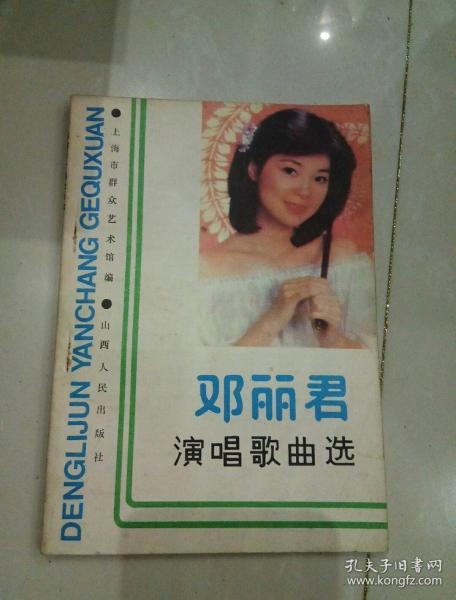 DENGLIJUN YANCHANG GEQUXUAN
●上海市群众艺术馆编●山西人民出版社
邓丽君
演唱歌曲选
孔夫子旧书网
www.kongfz.com